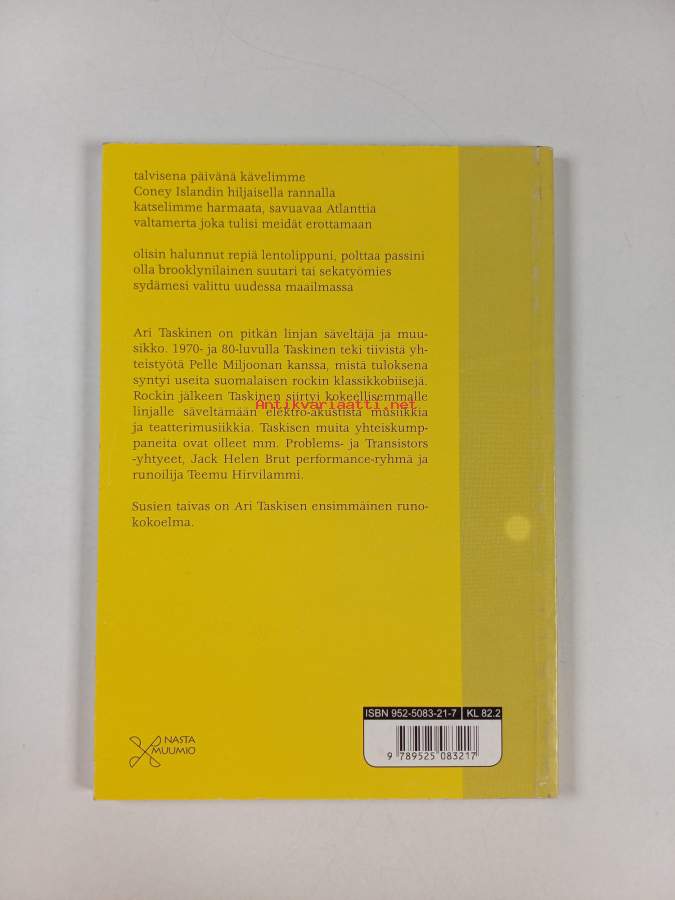 talvisena päivänä kävelimme
Coney Islandin hiljaisella rannalla
katselimme harmaata, savuavaa Atlanttia
valtamerta joka tulisi meidät erottamaan
olisin halunnut repiä lentolippuni, polttaa passini
olla brooklynilainen suutari tai sekatyömies
sydämesi valittu uudessa maailmassa
Ari Taskinen on pitkän linjan säveltäjä ja muu-
sikko. 1970- ja 80-luvulla Taskinen teki tiivistä yh-
teistyötä Pelle Miljoonan kanssa, mistä tuloksena
syntyi useita suomalaisen rockin klassikkobiisejä.
Rockin jälkeen Taskinen siirtyi kokeellisemmalle
linjalle säveltämään elektro-akustista musiikkia
Antikvariaatti.net
ja teatterimusiikkia. Taskisen muita yhteiskump-
paneita ovat olleet mm. Problems- ja Transistors
-yhtyeet, Jack Helen Brut performance-ryhmä ja
runoilija Teemu Hirvilammi.
Susien taivas on Ari Taskisen ensimmäinen runo-
kokoelma.
NASTA
MUUMIO
ISBN 952-5083-21-7 KL 82.2
9 789525 083217